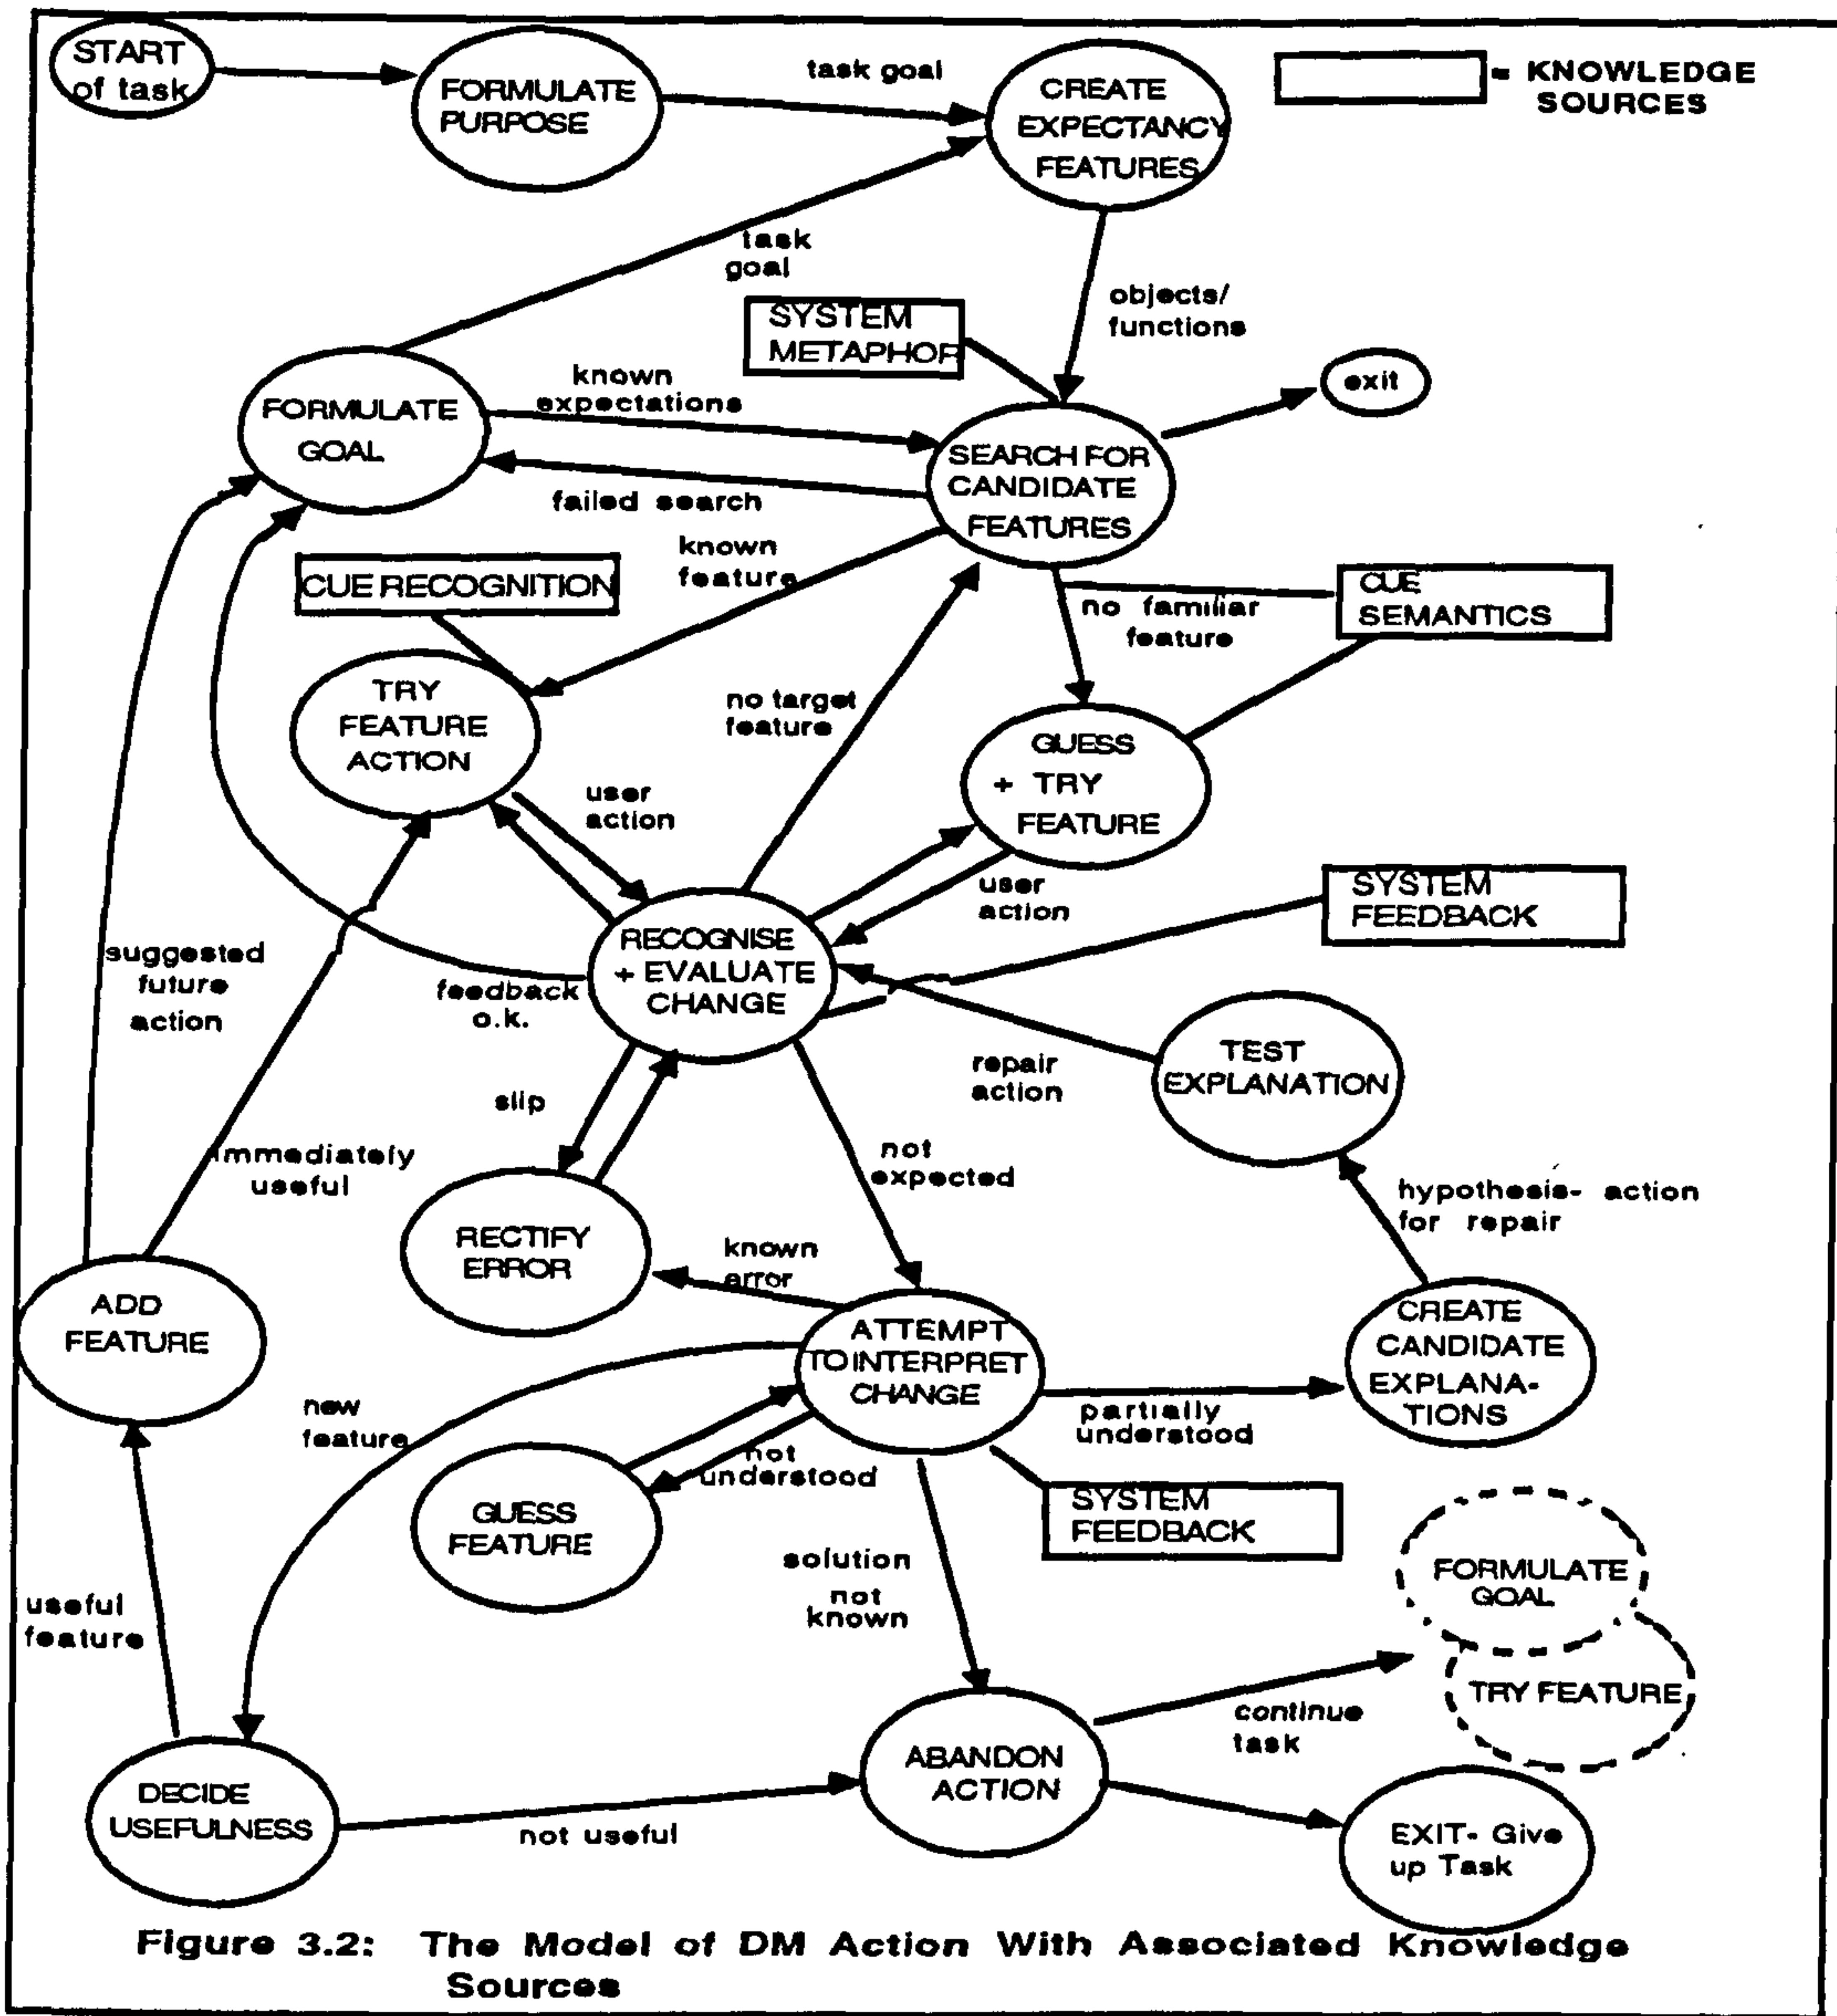 START
of task
FORMULATE
PURPOSE
task goal
CREATE
EXPECTANCY
FEATURES
= KNOWLEDGE
SOURCES
task
goal
objects/
functions
SYSTEM
METAPHOR
exit
FORMULATE
GOAL
known
expectations
failed search
SEARCH FOR
CANDIDATE
FEATURES
known
feature
CUE RECOGNITION
no familiar
feature
CUE
SEMANTICS
TRY
FEATURE
ACTION
no target
feature
GUESS
+ TRY
FEATURE
user
action
user
action
SYSTEM
FEEDBACK
RECOGNISE
+ EVALUATE
CHANGE
feedback
o.k.
suggested
future
action
TEST
EXPLANATION
repair
action
slip
not
expected
immediately
useful
hypothesis- action
for repair
RECTIFY
ERROR
known
error
ADD
FEATURE
ATTEMPT
TO INTERPRET
CHANGE
CREATE
CANDIDATE
EXPLANA-
TIONS
partially
understood
new
feature
not
understood
GUESS
FEATURE
SYSTEM
FEEDBACK
solution
not
known
FORMULATE
GOAL
TRY FEATURE
useful
feature
continue
task
ABANDON
ACTION
DECIDE
USEFULNESS
not useful
EXIT- Give
up Task
Figure 3.2: The Model of DM Action With Associated Knowledge
Sources